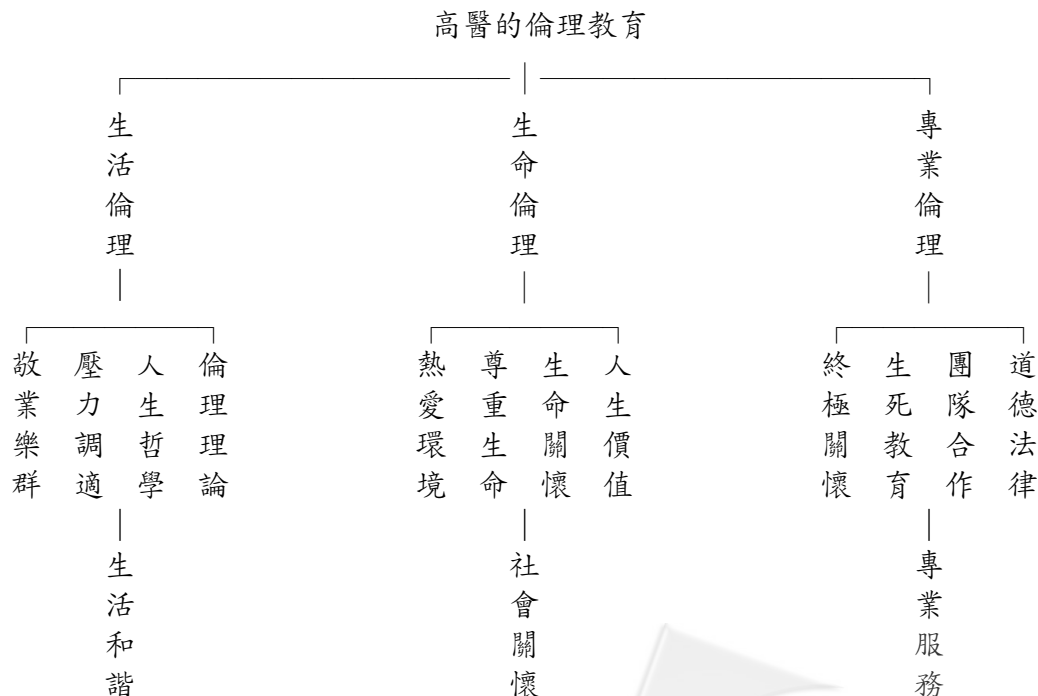 高醫的倫理教育
生活倫理
生命倫理
專業倫理
敬業樂群
壓力調適
人生哲學
倫理理論
熱愛環境
尊重生命
生命關懷
人生價值
終極關懷
生死教育
團隊合作
道德法律
生活和諧
社會關懷
專業服務